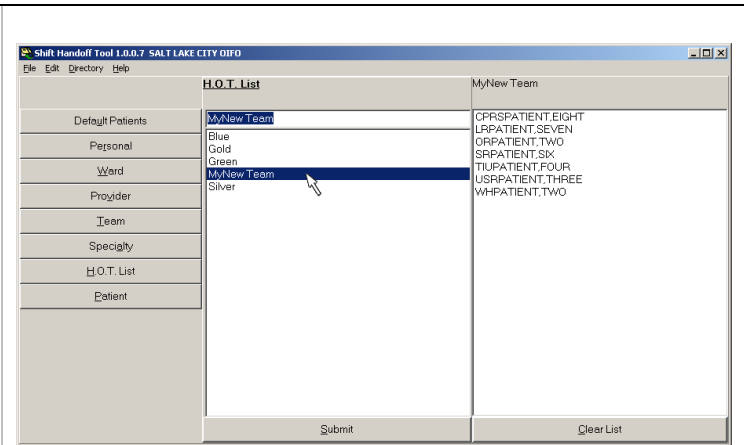 Shift Handoff Tool 1.0.0.7 SALT LAKE CITY OIFO
File Edit Directory Help
H.O.T. List
MyNew Team
Default Patients
Personal
Ward
Provider
Team
Specialty
H.O.T. List
Patient
MyNew Team
Blue
Gold
Green
MyNew Team
Silver
CPRSPATIENT,EIGHT
LRPATIENT,SEVEN
ORPATIENT,TWO
SRPATIENT,SIX
TIUPATIENT,FOUR
USRPATIENT,THREE
WHPATIENT,TWO
Submit
Clear List